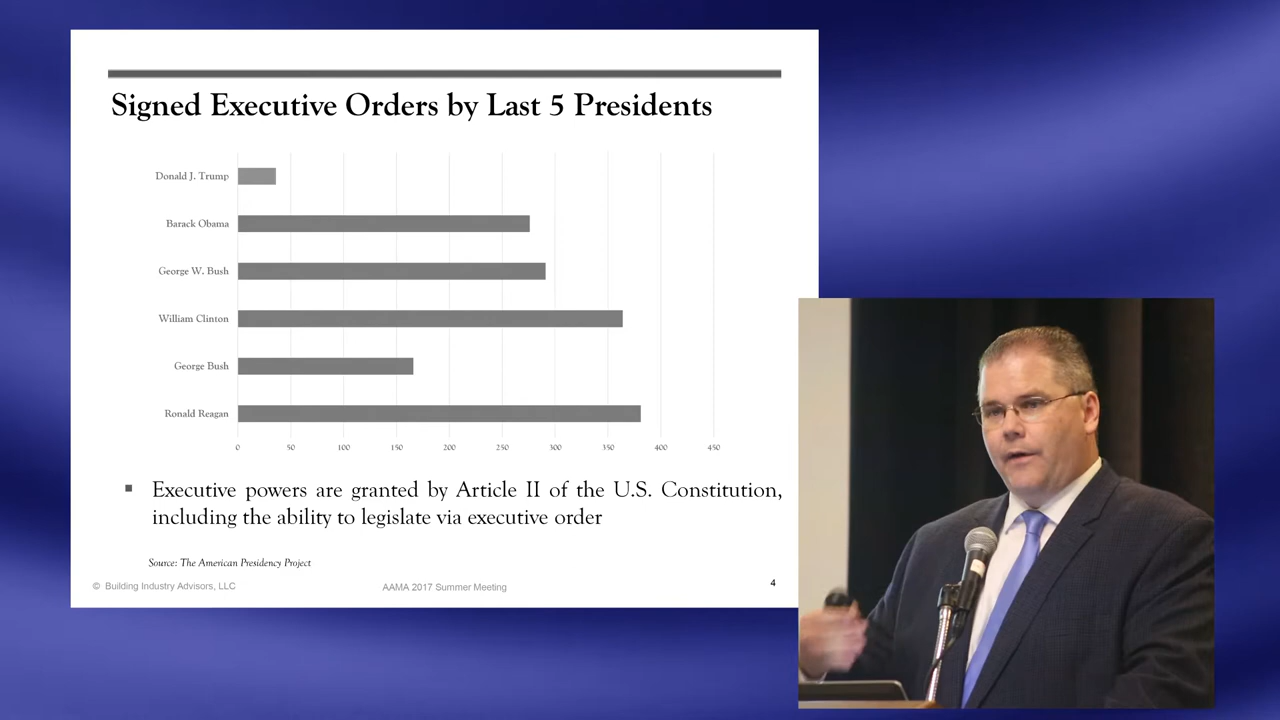 Signed Executive Orders by Last 5 Presidents
Donald J. Trump
Barack Obama
George W. Bush
William Clinton
George Bush
Ronald Reagan
0 50 100 150 200 250 300 350 400 450
Executive powers are granted by Article II of the U.S. Constitution,
including the ability to legislate via executive order
Source: The American Presidency Project
© Building Industry Advisors, LLC AAMA 2017 Summer Meeting 4